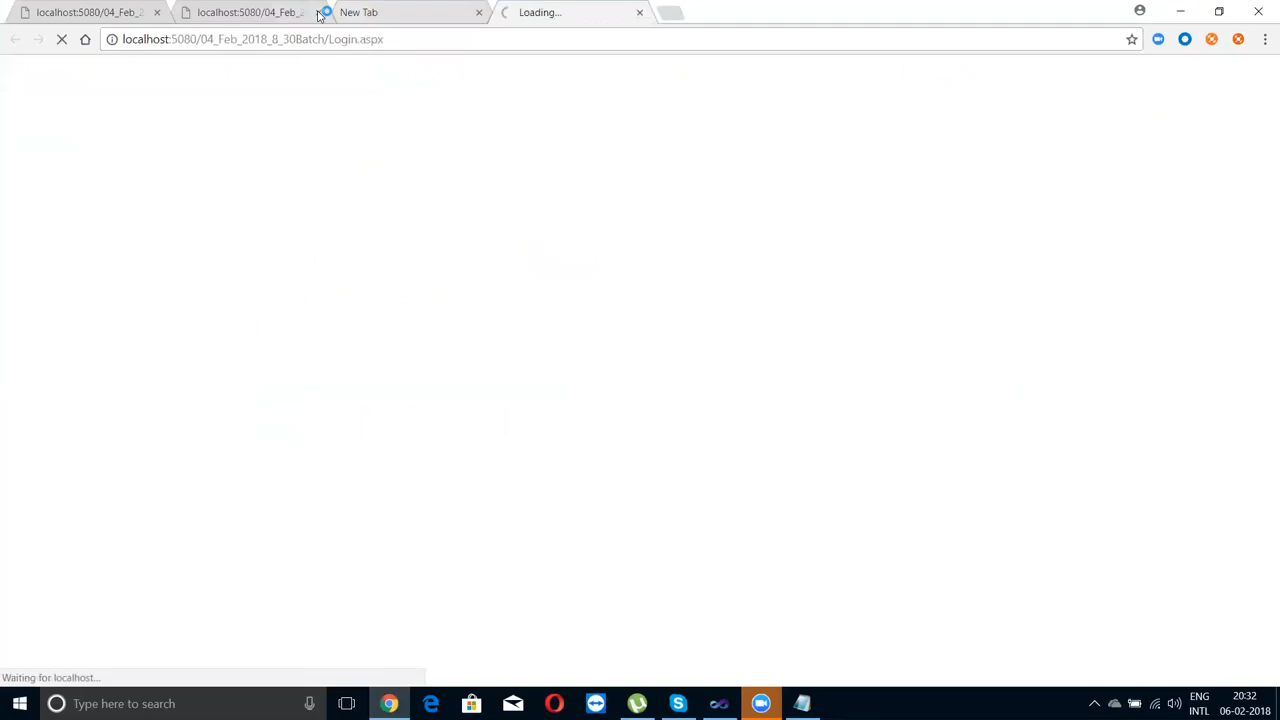 localhost:5080/04_Feb_2 localhost:5080/04_Feb_2 New Tab Loading...
localhost:5080/04_Feb_2018_8_30Batch/Login.aspx
Waiting for localhost...
Type here to search
ENG
INTL
20:32
06-02-2018